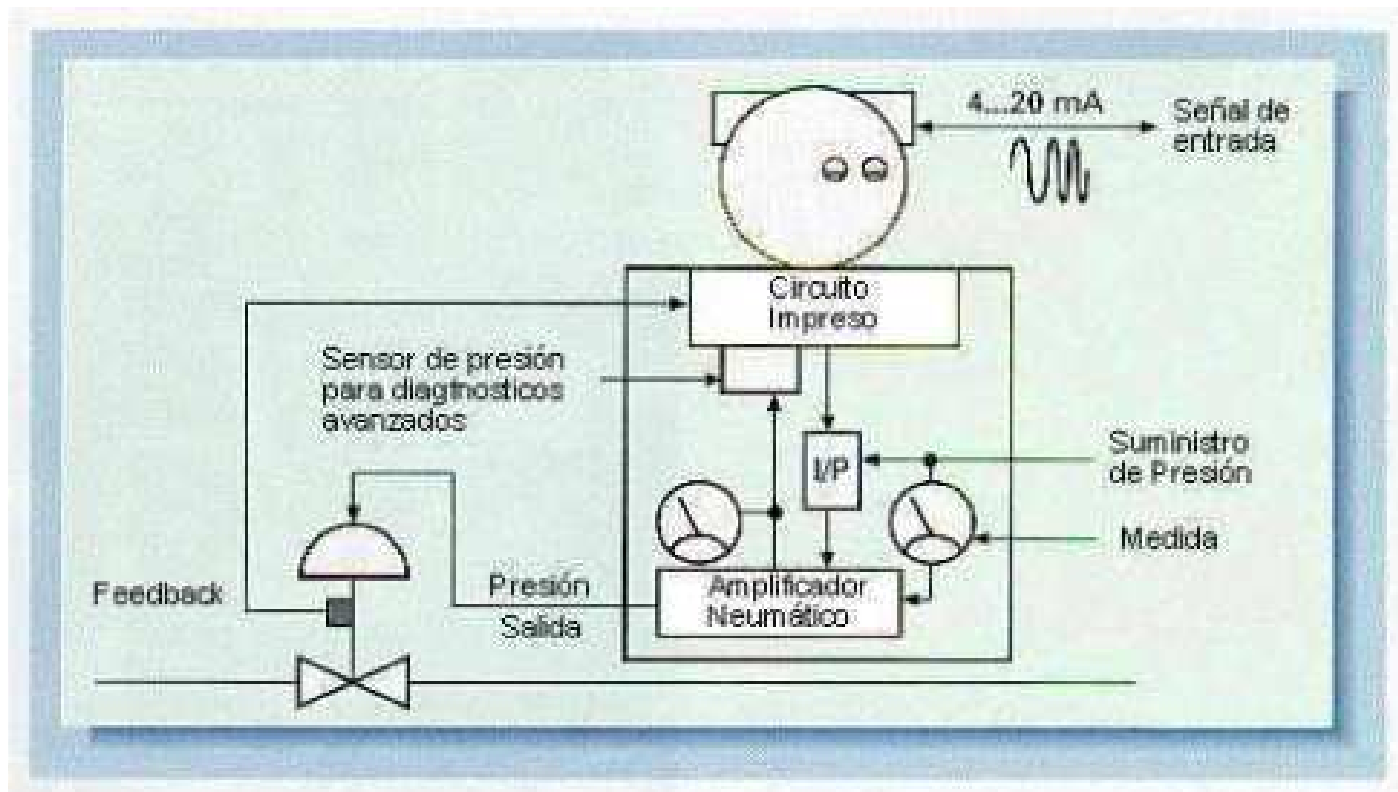 4...20 mA
Señal de
entrada
Circuito
Impreso
Sensor de presión
para diagthosticos
avanzados
I/P
Suministro
de Presión
Medida
Feedback
Presión
Salida
Amplificador
Neumático